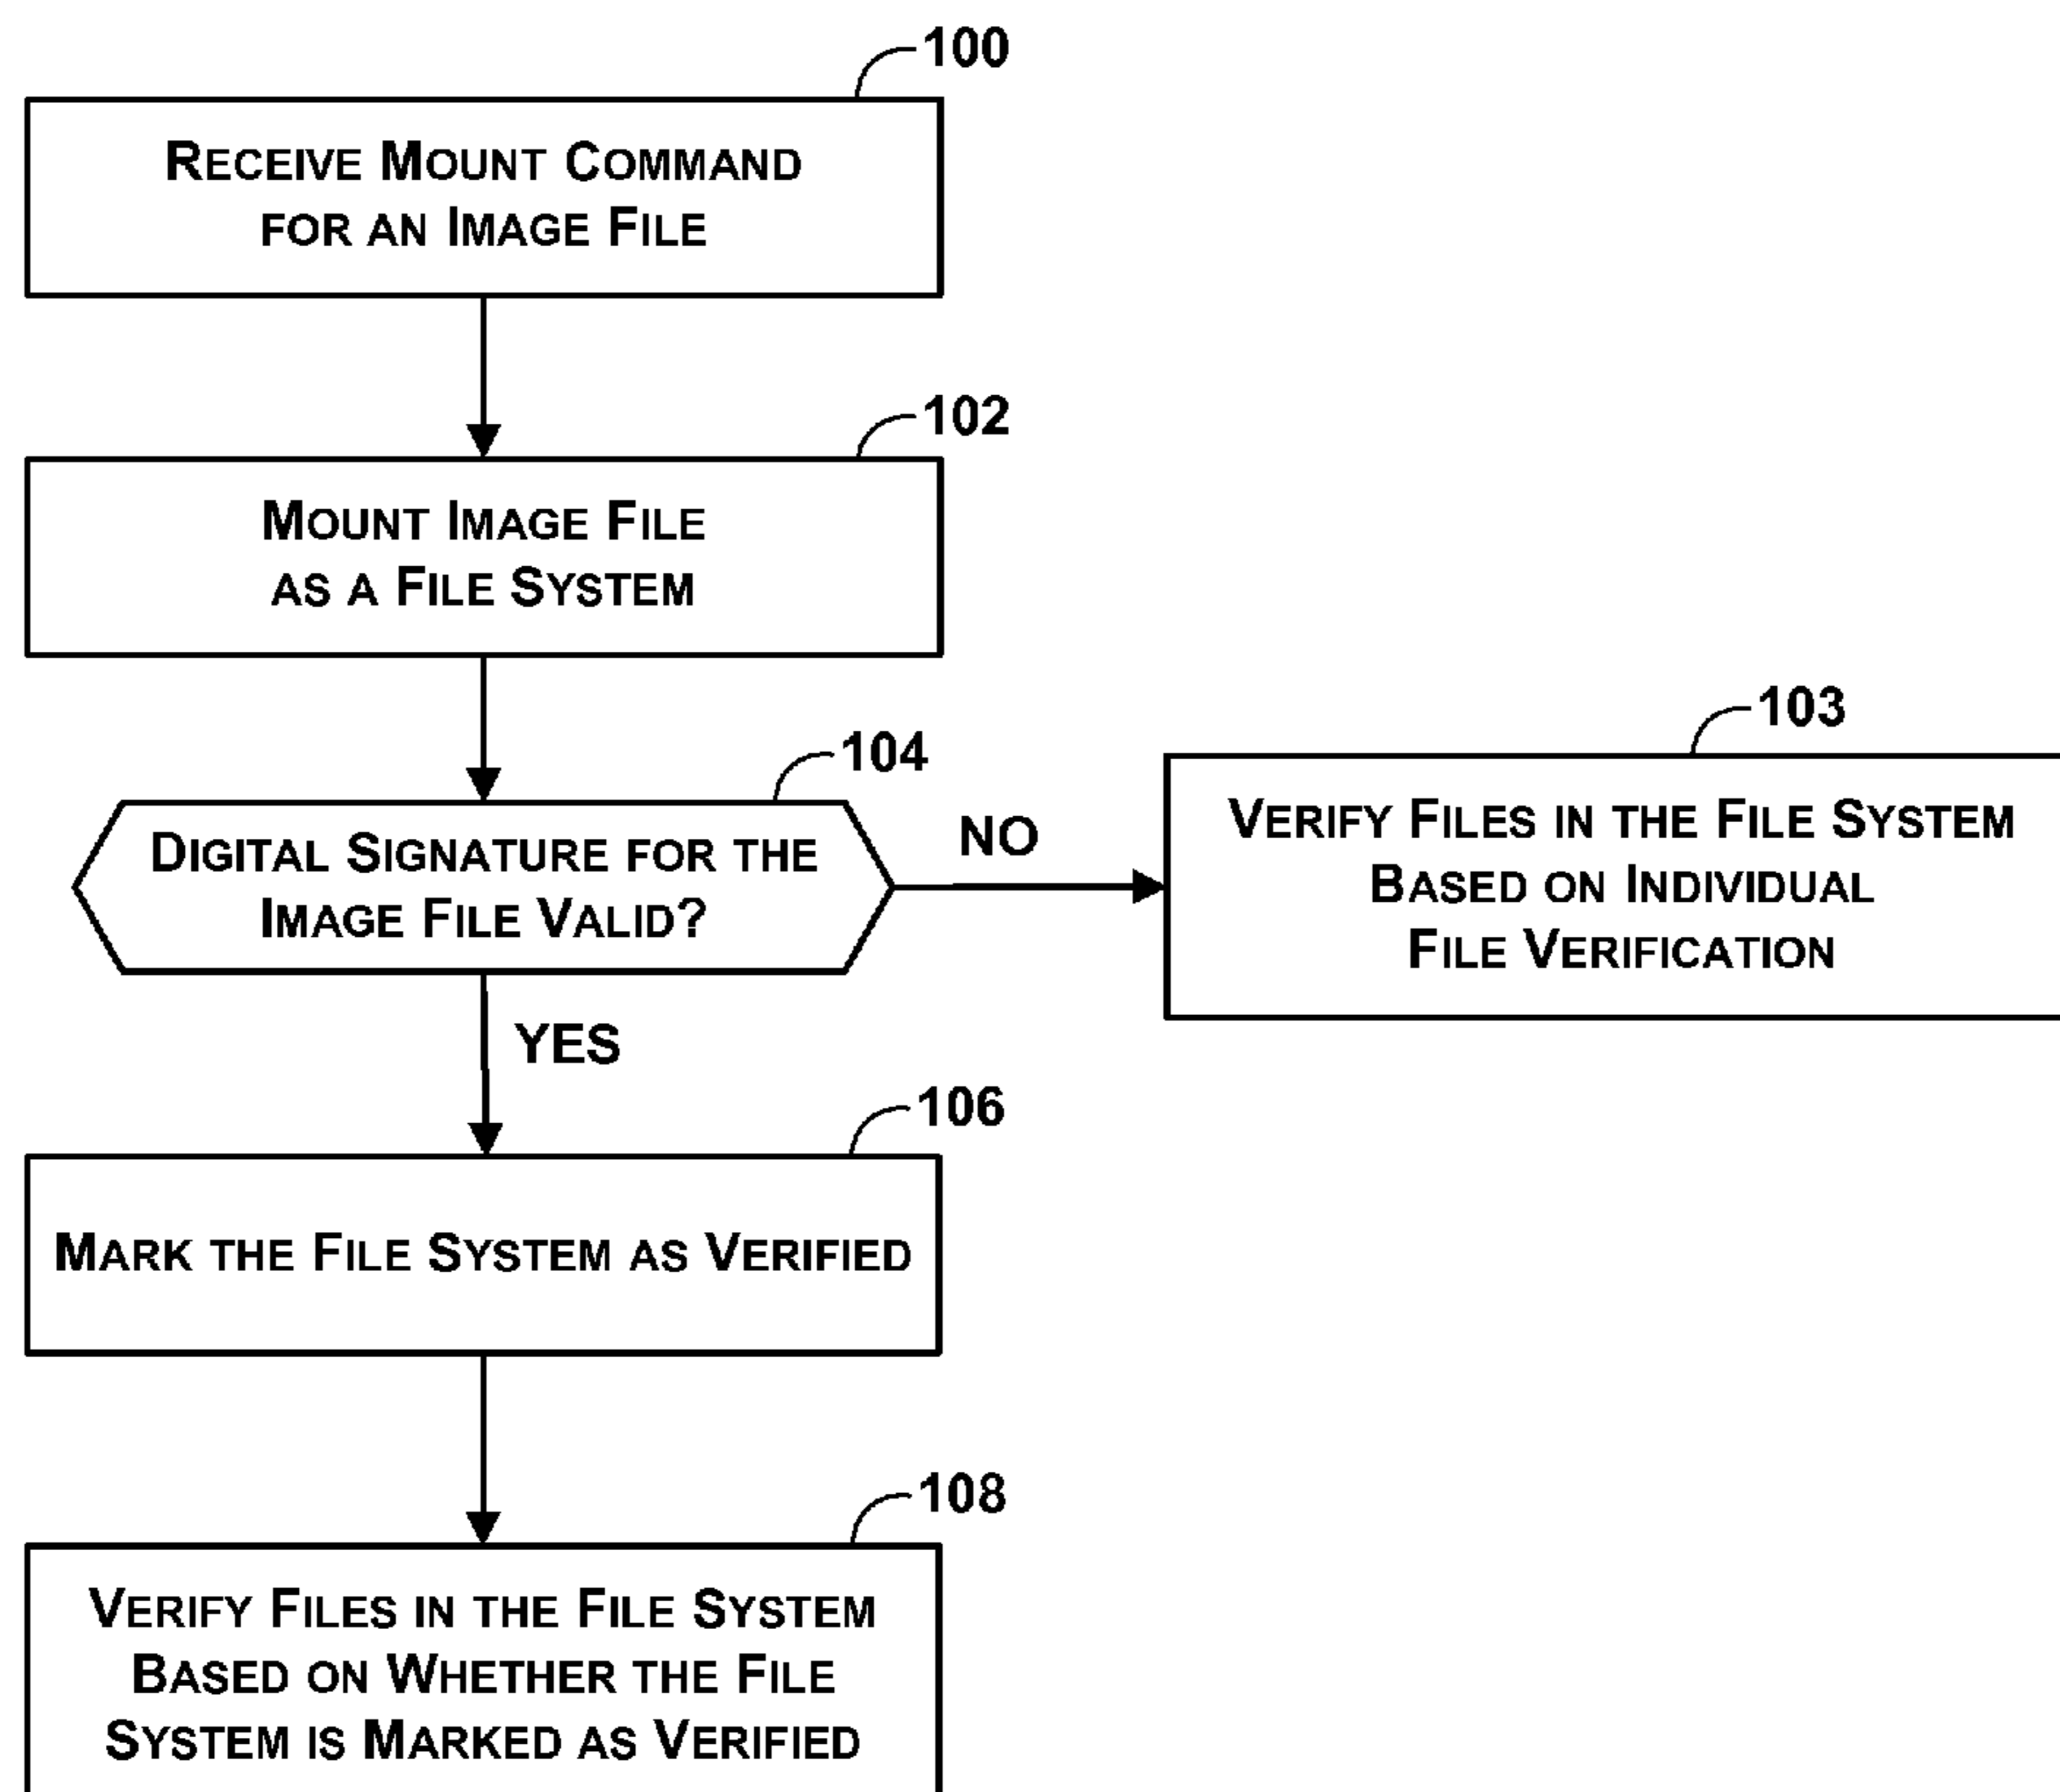 100
RECEIVE MOUNT COMMAND
FOR AN IMAGE FILE
102
MOUNT IMAGE FILE
AS A FILE SYSTEM
104
DIGITAL SIGNATURE FOR THE
IMAGE FILE VALID?
NO
103
VERIFY FILES IN THE FILE SYSTEM
BASED ON INDIVIDUAL
FILE VERIFICATION
YES
106
MARK THE FILE SYSTEM AS VERIFIED
108
VERIFY FILES IN THE FILE SYSTEM
BASED ON WHETHER THE FILE
SYSTEM IS MARKED AS VERIFIED